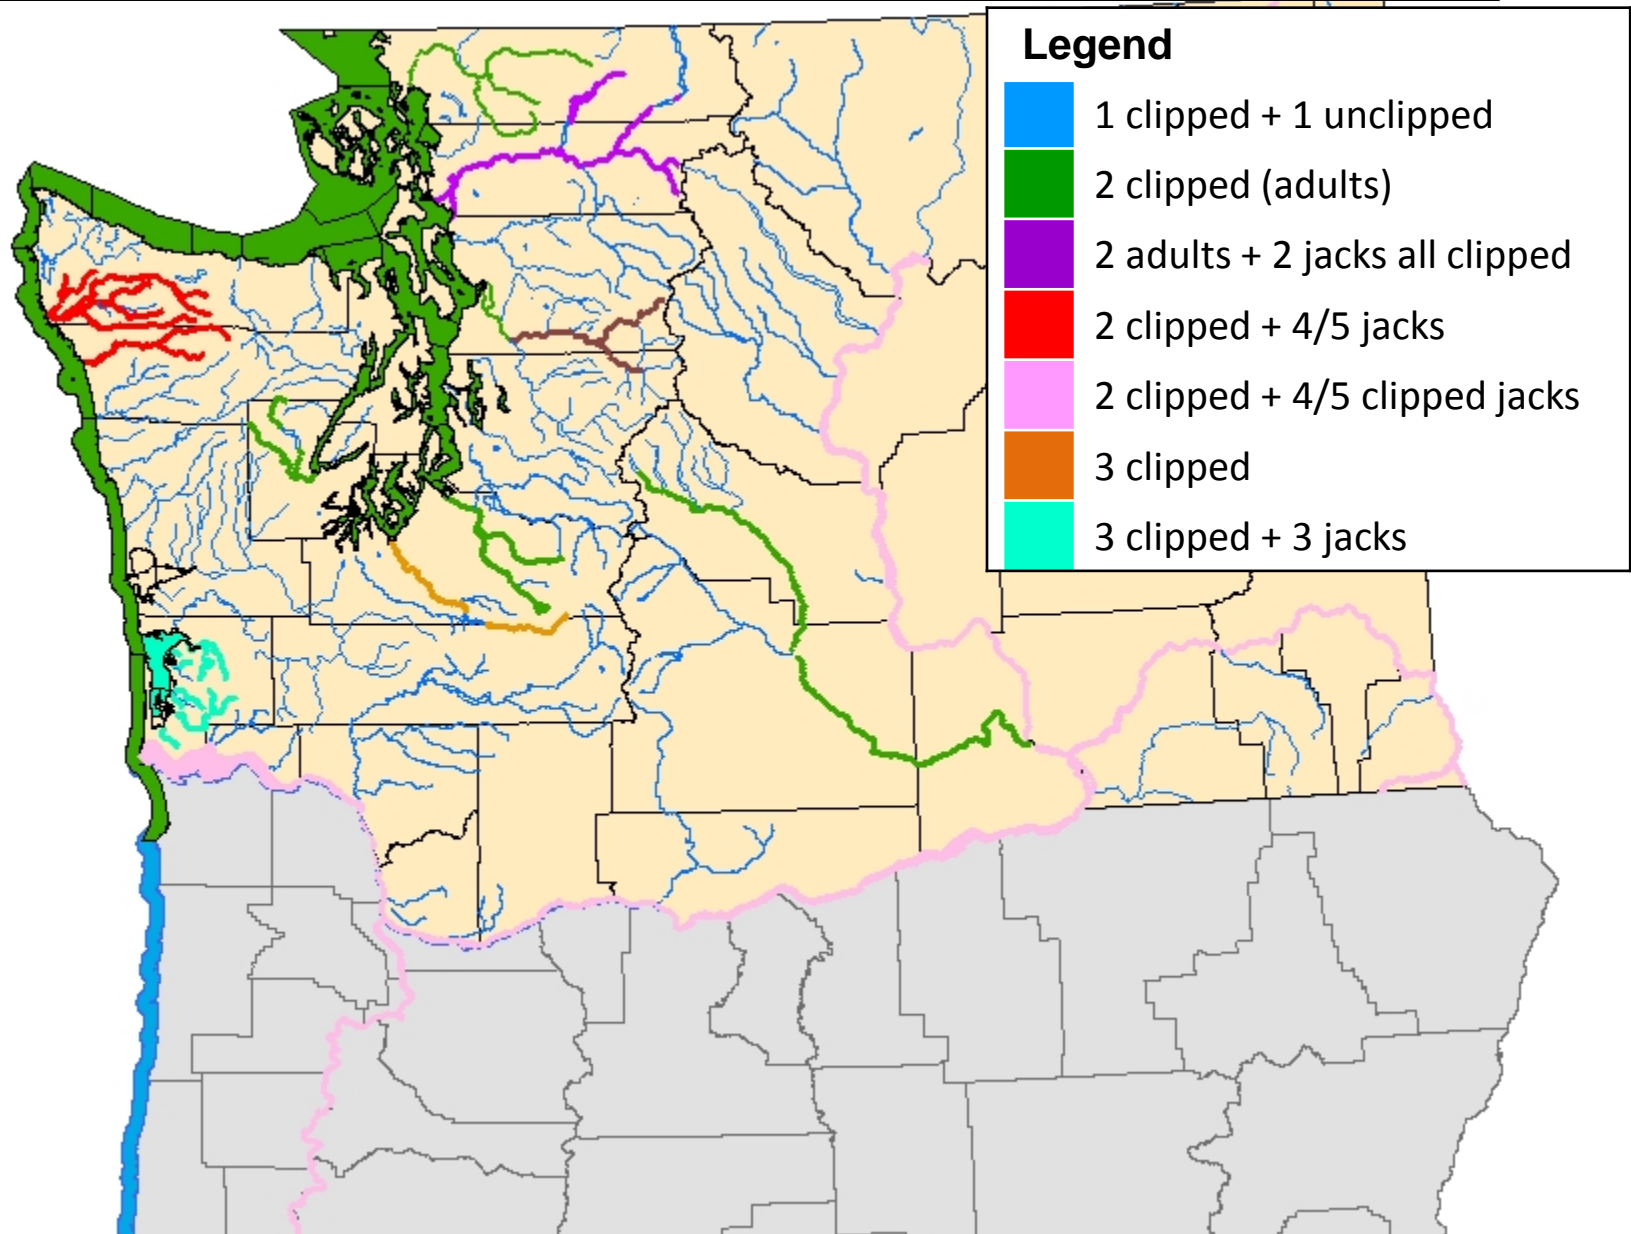 Legend
1 clipped + 1 unclipped
2 clipped (adults)
2 adults + 2 jacks all clipped
2 clipped + 4/5 jacks
2 clipped + 4/5 clipped jacks
3 clipped
3 clipped + 3 jacks